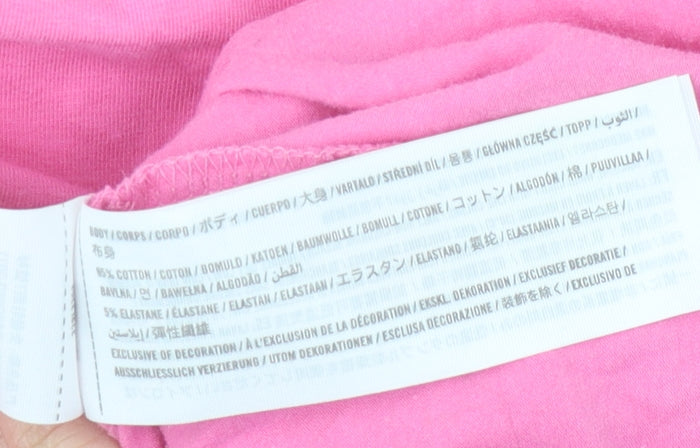 BODY / CORPS / CORPO / ボディ / CUERPO / 大身 / VARTALO / STŘEDNÍ DÍL / 몸통 / GŁÓWNA CZĘŚĆ / TOPP / الثوب /
布身
95% COTTON / COTON / BOMULD / KATOEN / BAUMWOLLE / BOMULL / COTONE / コットン / ALGODÓN / 棉 / PUUVILLAA /
BAVLNA / 면 / BAWEŁNA / ALGODÃO / القطن
5% ELASTANE / ÉLASTANE / ELASTAN / ELASTAAN / エラスタン / ELASTANO / 氨纶 / ELASTAANIA / 엘라스탄 /
إيلاستين / 彈性纖維
EXCLUSIVE OF DECORATION / À L'EXCLUSION DE LA DÉCORATION / EKSKL. DEKORATION / EXCLUSIEF DECORATIE /
AUSSCHLIESSLICH VERZIERUNG / UTOM DEKORATIONEN / ESCLUSA DECORAZIONE / 装飾を除く / EXCLUSIVO DE